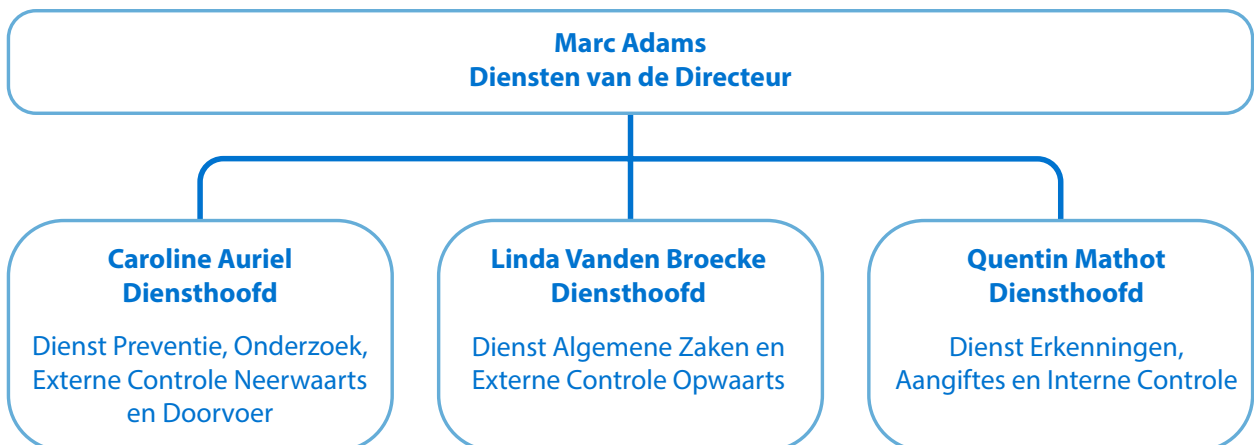 Marc Adams
Diensten van de Directeur
Caroline Auriel
Diensthoofd
Dienst Preventie, Onderzoek,
Externe Controle Neerwaarts
en Doorvoer
Linda Vanden Broecke
Diensthoofd
Dienst Algemene Zaken en
Externe Controle Opwaarts
Quentin Mathot
Diensthoofd
Dienst Erkenningen,
Aangiftes en Interne Controle